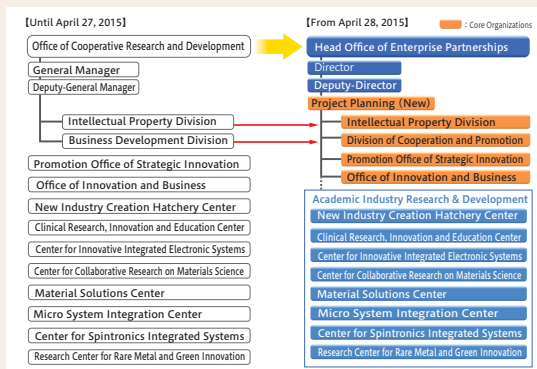 【Until April 27, 2015】
Office of Cooperative Research and Development
General Manager
Deputy-General Manager
Intellectual Property Division
Business Development Division
Promotion Office of Strategic Innovation
Office of Innovation and Business
New Industry Creation Hatchery Center
Clinical Research, Innovation and Education Center
Center for Innovative Integrated Electronic Systems
Center for Collaborative Research on Materials Science
Material Solutions Center
Micro System Integration Center
Center for Spintronics Integrated Systems
Research Center for Rare Metal and Green Innovation
【From April 28, 2015】
: Core Organizations
Head Office of Enterprise Partnerships
Director
Deputy-Director
Project Planning (New)
Intellectual Property Division
Division of Cooperation and Promotion
Promotion Office of Strategic Innovation
Office of Innovation and Business
Academic Industry Research & Development
New Industry Creation Hatchery Center
Clinical Research, Innovation and Education Center
Center for Innovative Integrated Electronic Systems
Center for Collaborative Research on Materials Science
Material Solutions Center
Micro System Integration Center
Center for Spintronics Integrated Systems
Research Center for Rare Metal and Green Innovation